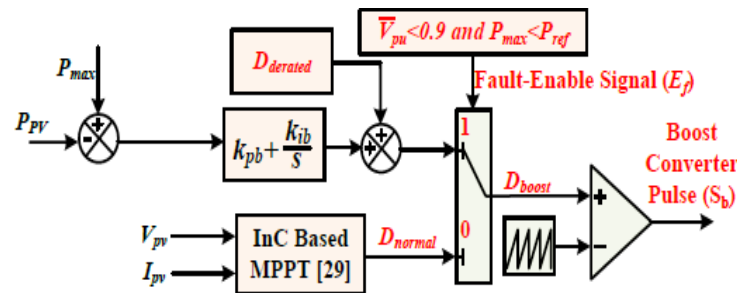 V̅pu<0.9 and Pmax<Pref
Pmax
Dderated
Fault-Enable Signal (Ef)
PPV
kpb+ kib/s
1
Boost
Converter
Pulse (Sb)
Dboost
Vpv
Ipv
InC Based
MPPT [29]
Dnormal
0
+
-
+
+
+
-